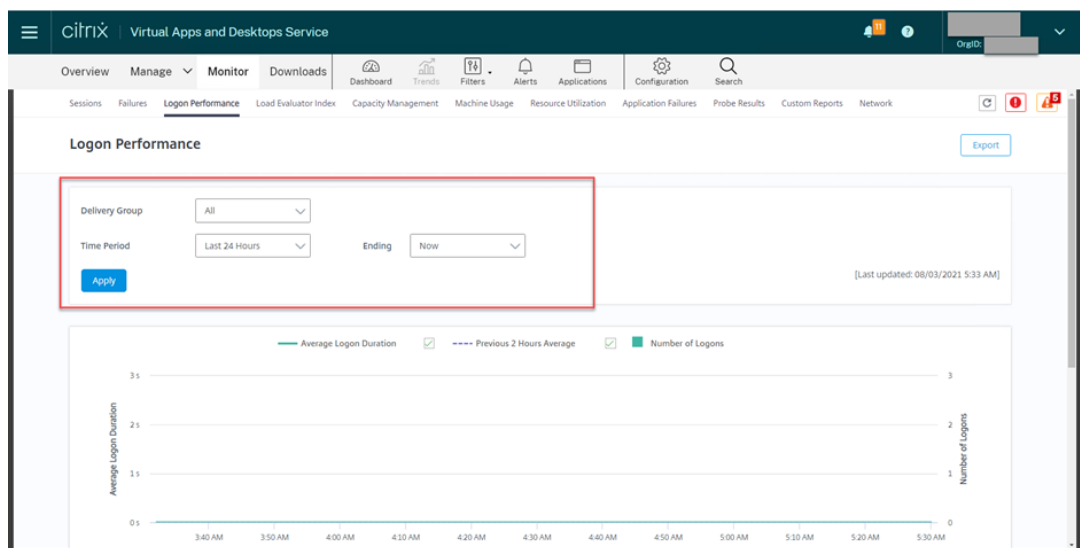 citrix | Virtual Apps and Desktops Service 11 ?
OrgID:
Overview Manage Monitor Downloads Dashboard Trends Filters Alerts Applications Configuration Search
Sessions Failures Logon Performance Load Evaluator Index Capacity Management Machine Usage Resource Utilization Application Failures Probe Results Custom Reports Network 5
Logon Performance Export
Delivery Group All
Time Period Last 24 Hours Ending Now
Apply [Last updated: 08/03/2021 5:33 AM]
Average Logon Duration Previous 2 Hours Average Number of Logons
3 s 3
2 s 2
1 s 1
0 s 0
Average Logon Duration
Number of Logons
3:40 AM 3:50 AM 4:00 AM 4:10 AM 4:20 AM 4:30 AM 4:40 AM 4:50 AM 5:00 AM 5:10 AM 5:20 AM 5:30 AM